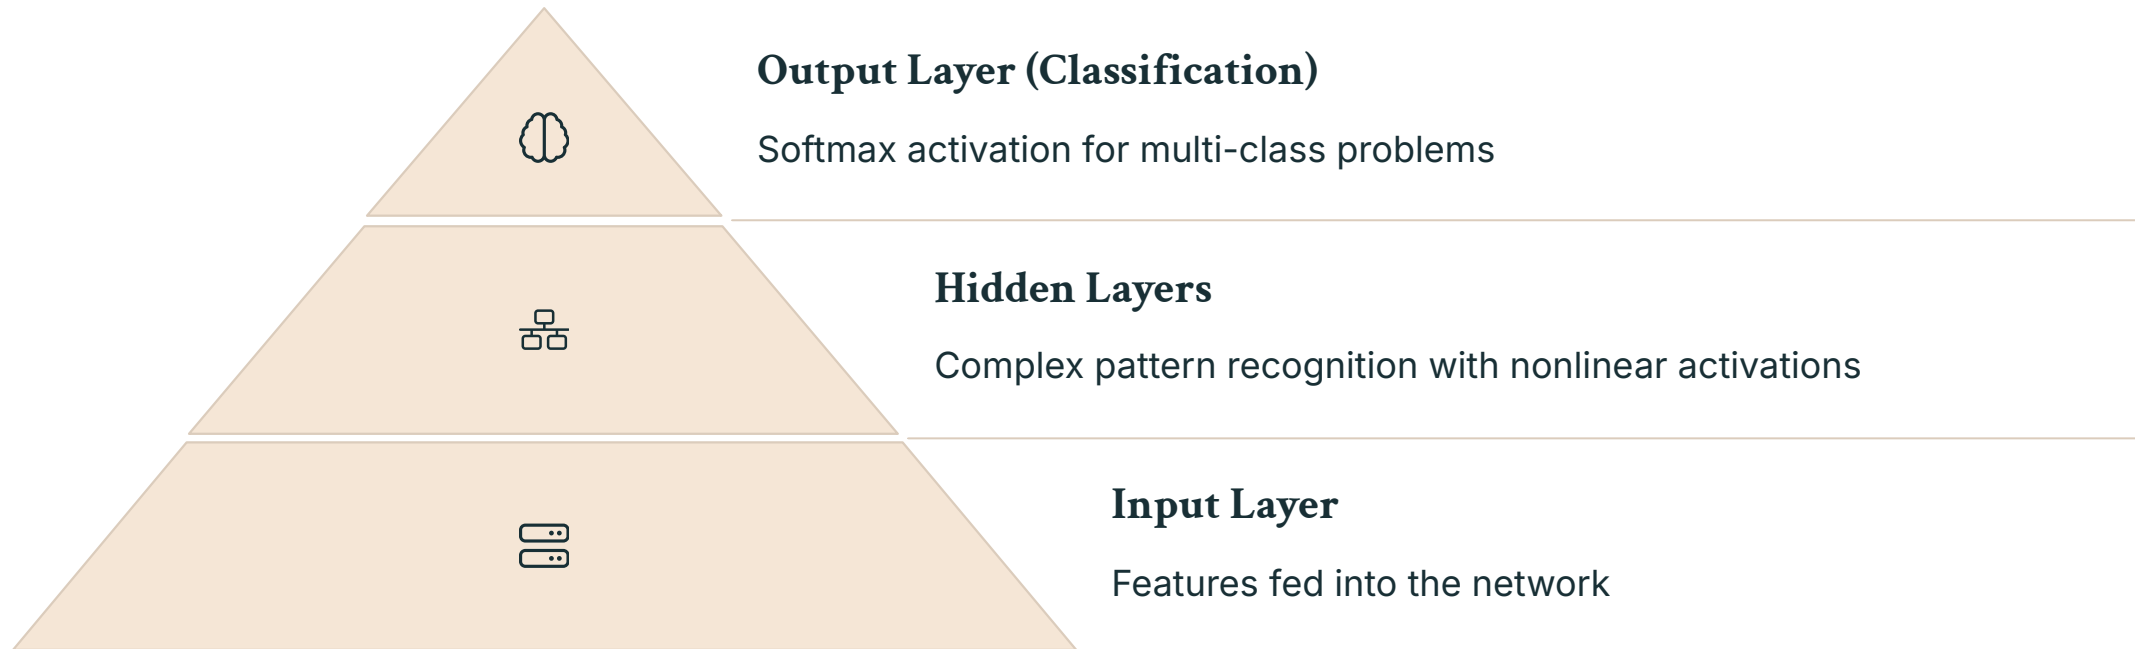 Output Layer (Classification)
Softmax activation for multi-class problems
Hidden Layers
Complex pattern recognition with nonlinear activations
Input Layer
Features fed into the network